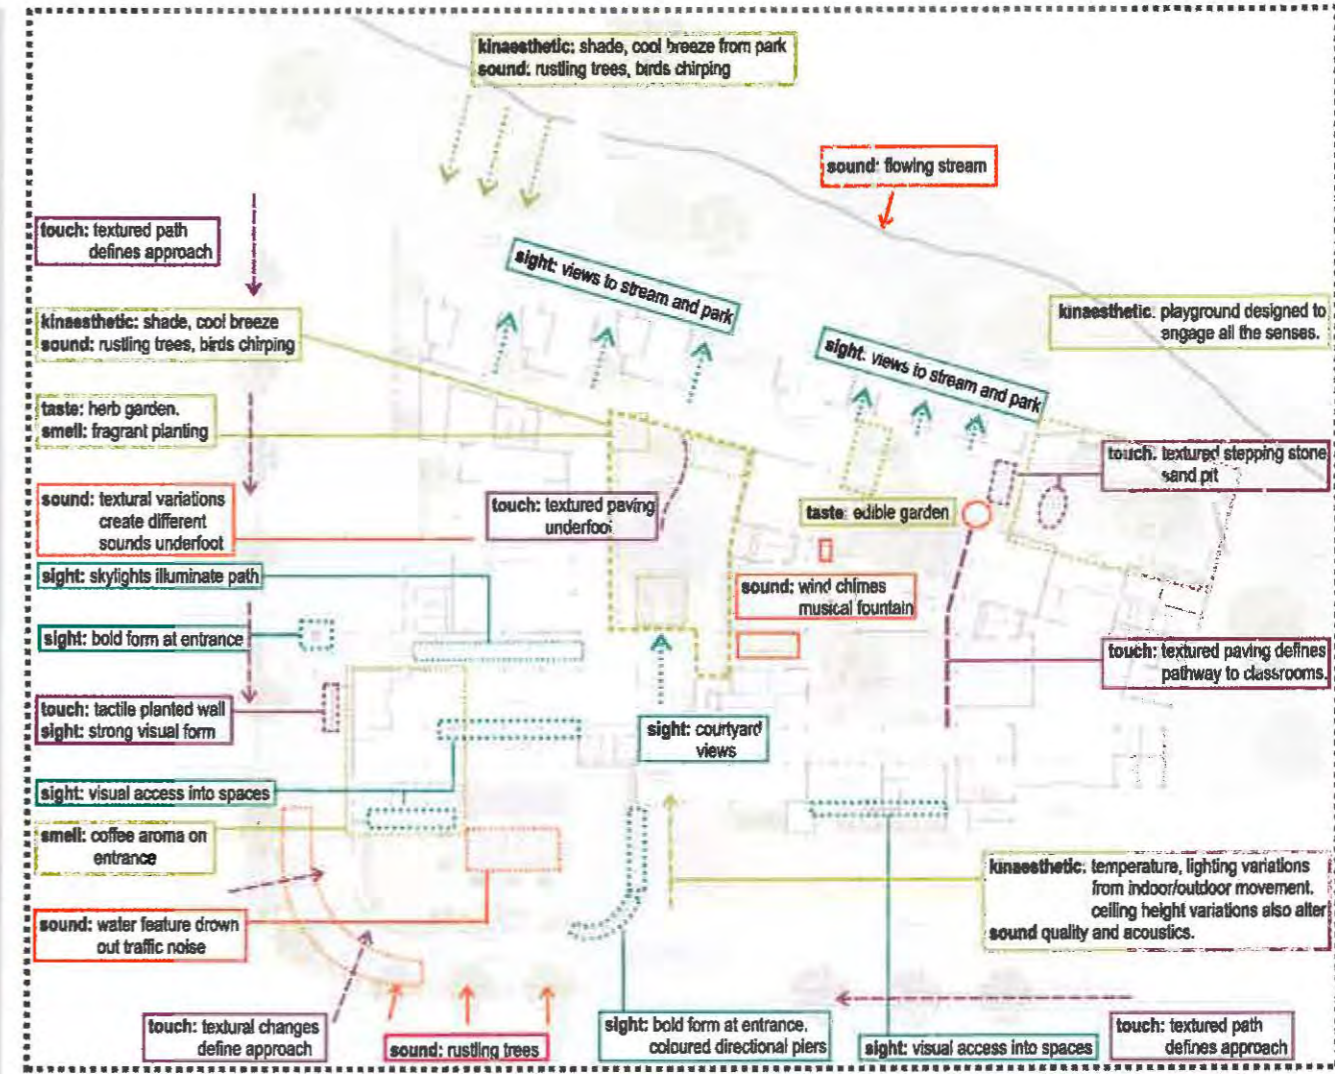 kinaesthetic: shade, cool breeze from park
sound: rustling trees, birds chirping
sound: flowing stream
touch: textured path
defines approach
sight: views to stream and park
kinaesthetic: playground designed to
engage all the senses.
kinaesthetic: shade, cool breeze
sound: rustling trees, birds chirping
sight: views to stream and park
taste: herb garden.
smell: fragrant planting
touch: textured stepping stone
sand pit
sound: textural variations
create different
sounds underfoot
touch: textured paving
underfoot
taste: edible garden
sight: skylights illuminate path
sound: wind chimes
musical fountain
sight: bold form at entrance
touch: textured paving defines
pathway to classrooms.
touch: tactile planted wall
sight: strong visual form
sight: courtyard
views
sight: visual access into spaces
smell: coffee aroma on
entrance
kinaesthetic: temperature, lighting variations
from indoor/outdoor movement.
ceiling height variations also alter
sound quality and acoustics.
sound: water feature drown
out traffic noise
touch: textural changes
define approach
sound: rustling trees
sight: bold form at entrance.
coloured directional piers
sight: visual access into spaces
touch: textured path
defines approach